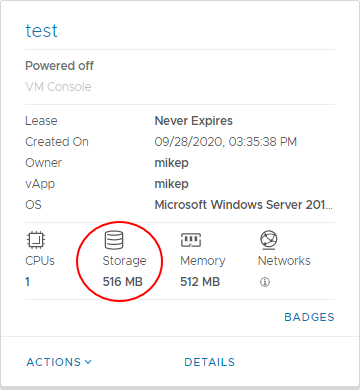 test
Powered off
VM Console
Lease Never Expires
Created On 09/28/2020, 03:35:38 PM
Owner mikep
vApp mikep
OS Microsoft Windows Server 201...
CPUs Storage Memory Networks
1 516 MB 512 MB
BADGES
ACTIONS DETAILS